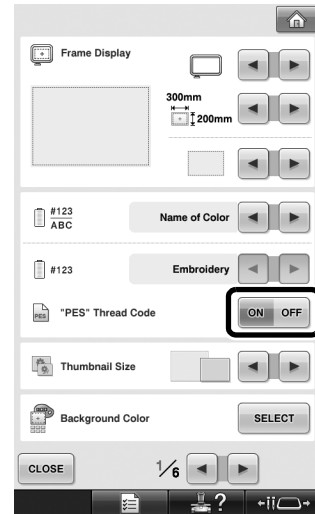 Frame Display
300mm
200mm
#123
ABC
Name of Color
#123
Embroidery
PES
"PES" Thread Code
ON OFF
Thumbnail Size
Background Color
SELECT
CLOSE
1/6
?